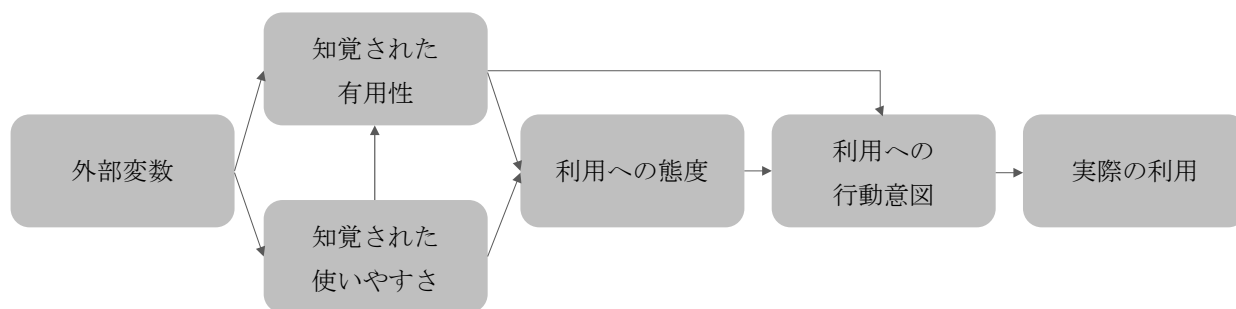 外部変数
知覚された
有用性
知覚された
使いやすさ
利用への態度
利用への
行動意図
実際の利用